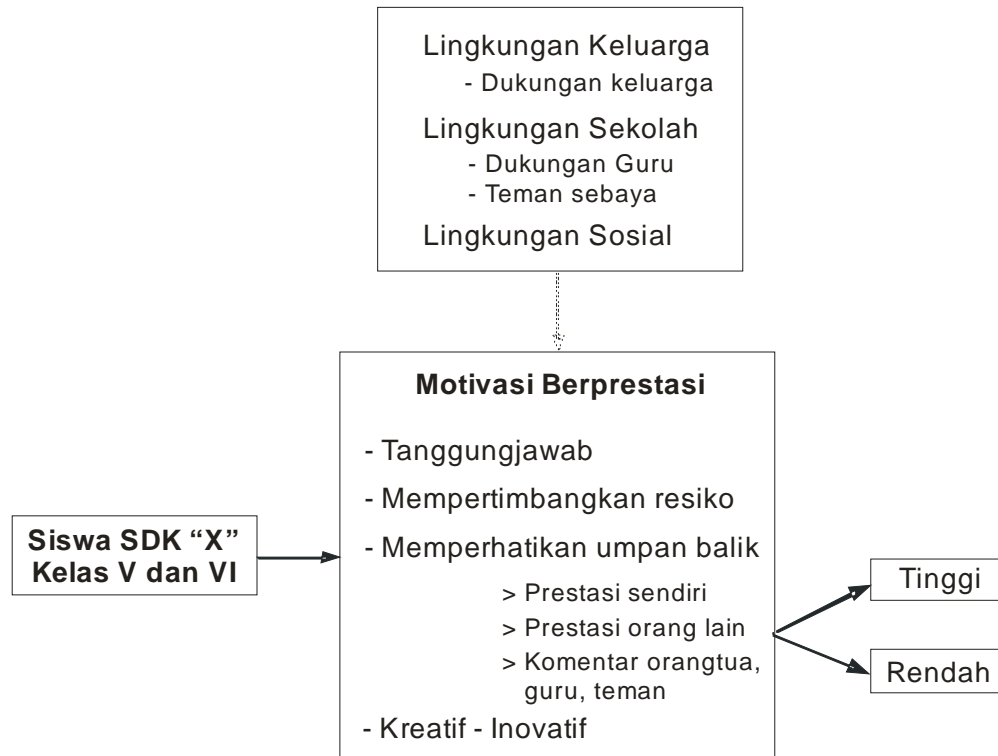 Lingkungan Keluarga
- Dukungan keluarga
Lingkungan Sekolah
- Dukungan Guru
- Teman sebaya
Lingkungan Sosial
Motivasi Berprestasi
- Tanggungjawab
- Mempertimbangkan resiko
- Memperhatikan umpan balik
> Prestasi sendiri
> Prestasi orang lain
> Komentar orangtua,
guru, teman
- Kreatif - Inovatif
Siswa SDK “X”
Kelas V dan VI
Tinggi
Rendah